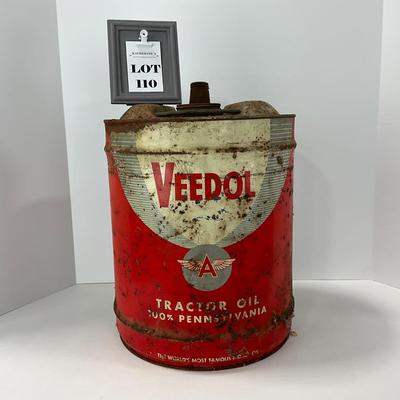 LOT
110
VEEDOL
A
TRACTOR OIL
100% PENNSYLVANIA
THE WORLD'S MOST FAMOUS